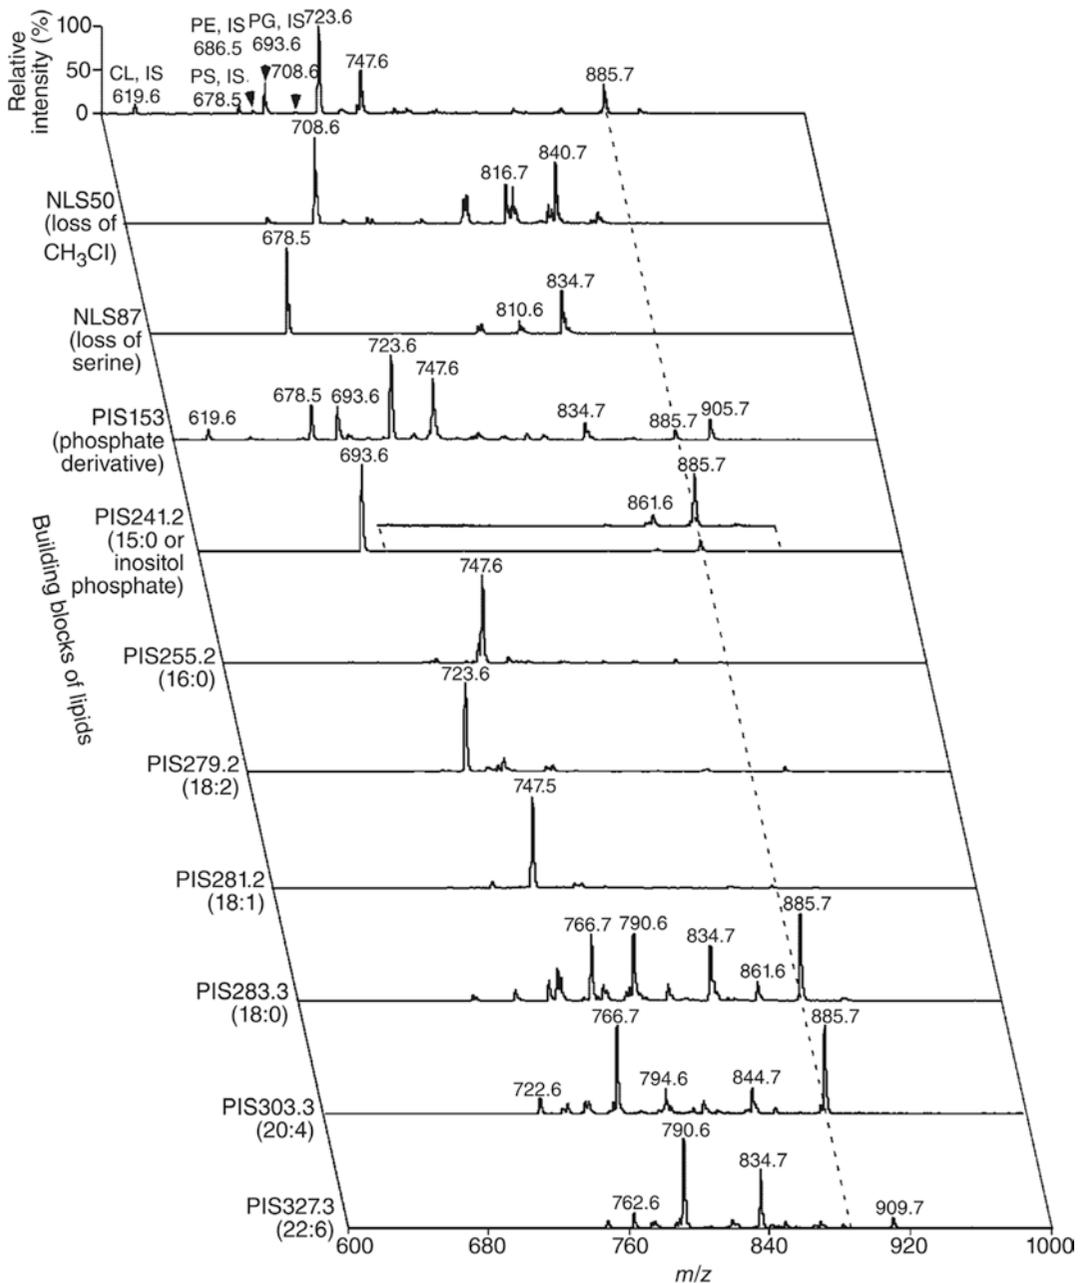 Relative
intensity (%)
100
50
0
CL, IS
619.6
PE, IS
686.5
PS, IS
678.5
PG, IS
693.6
708.6
723.6
747.6
885.7
NLS50
(loss of
CH3Cl)
708.6
816.7
840.7
NLS87
(loss of
serine)
678.5
810.6
834.7
PIS153
(phosphate
derivative)
619.6
678.5
693.6
723.6
747.6
834.7
885.7
905.7
PIS241.2
(15:0 or
inositol
phosphate)
693.6
861.6
885.7
Building blocks of lipids
PIS255.2
(16:0)
747.6
PIS279.2
(18:2)
723.6
PIS281.2
(18:1)
747.5
PIS283.3
(18:0)
766.7
790.6
834.7
861.6
885.7
PIS303.3
(20:4)
722.6
766.7
794.6
844.7
885.7
PIS327.3
(22:6)
762.6
790.6
834.7
909.7
600
680
760
840
920
1000
m/z